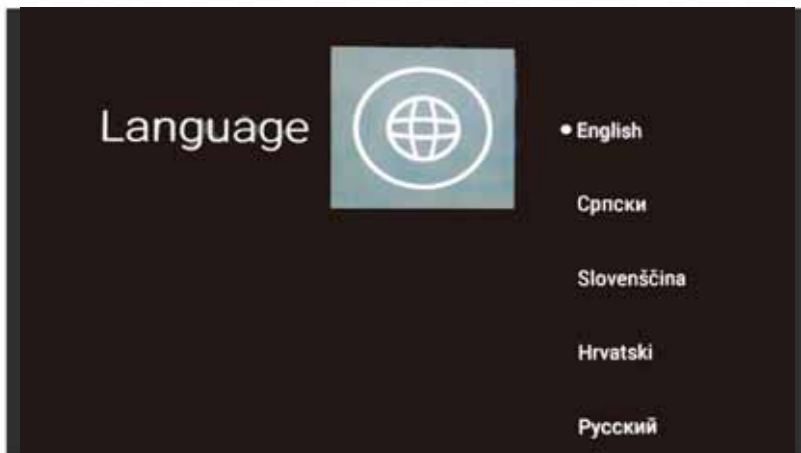 Language
English
Српски
Slovenščina
Hrvatski
Русский